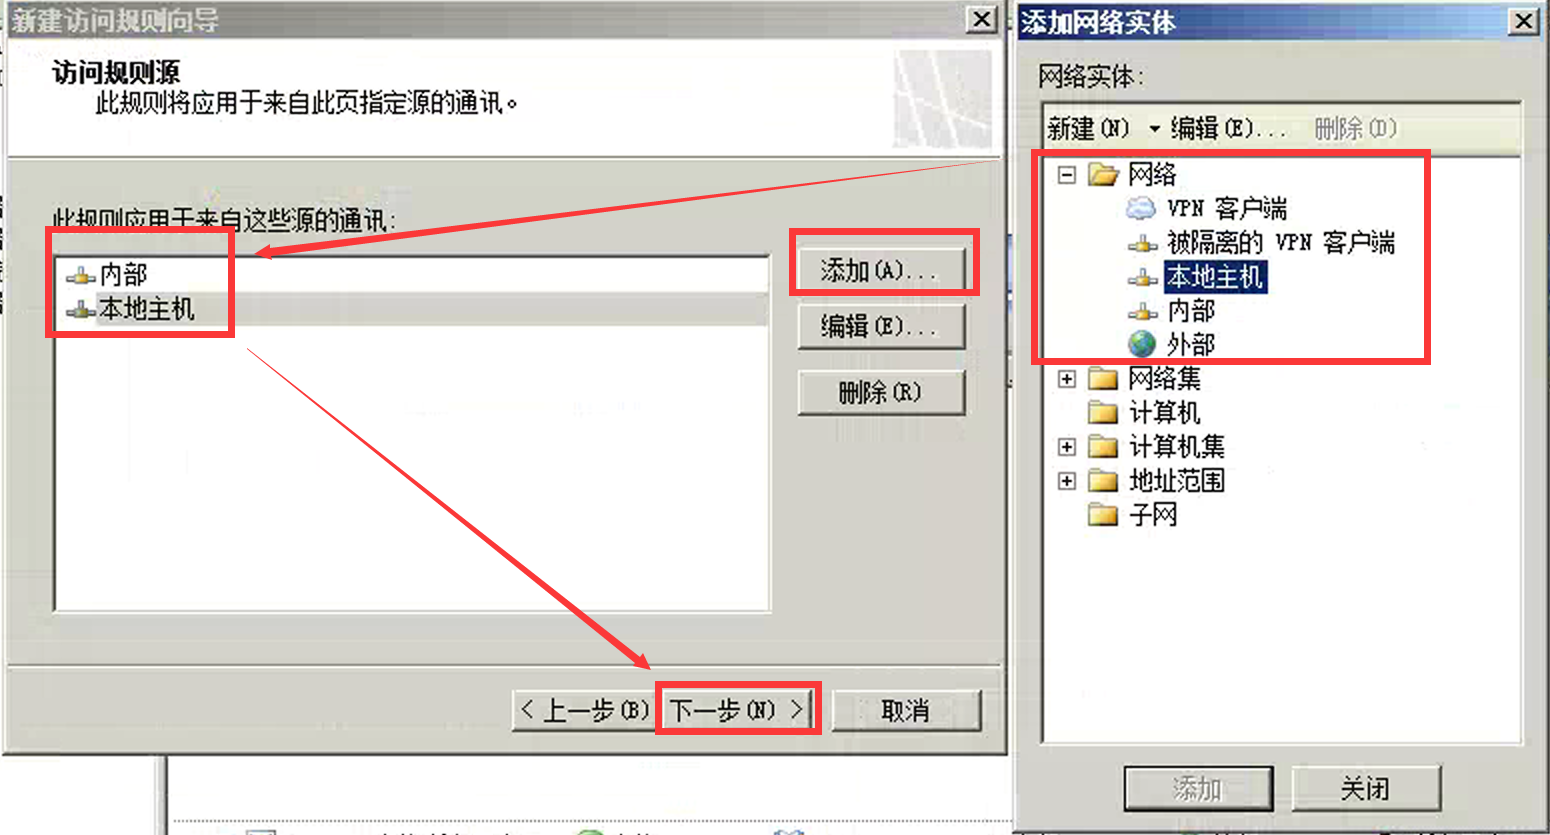 新建访问规则向导
访问规则源
此规则将应用于来自此页指定源的通讯。
此规则应用于来自这些源的通讯:
内部
本地主机
添加(A)...
编辑(E)...
删除(R)
< 上一步(B)
下一步(N) >
取消
添加网络实体
网络实体:
新建(N) 编辑(E)... 删除(D)
网络
VPN 客户端
被隔离的 VPN 客户端
本地主机
内部
外部
网络集
计算机
计算机集
地址范围
子网
添加
关闭